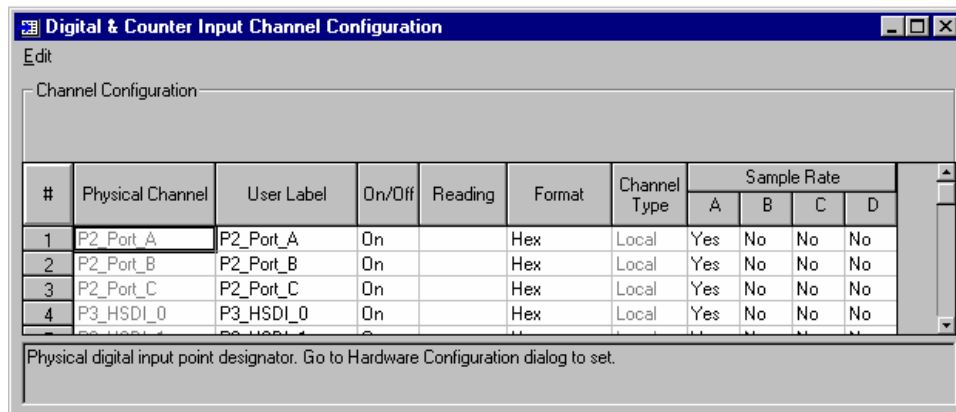 Digital & Counter Input Channel Configuration
Edit
Channel Configuration
# Physical Channel User Label On/Off Reading Format Channel Type Sample Rate
A B C D
1 P2_Port_A P2_Port_A On Hex Local Yes No No No
2 P2_Port_B P2_Port_B On Hex Local Yes No No No
3 P2_Port_C P2_Port_C On Hex Local Yes No No No
4 P3_HSDI_0 P3_HSDI_0 On Hex Local Yes No No No
Physical digital input point designator. Go to Hardware Configuration dialog to set.